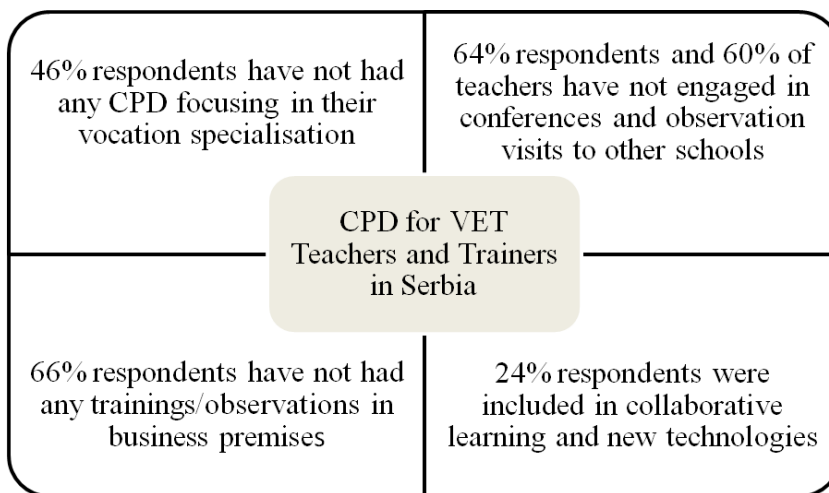 46% respondents have not had
any CPD focusing in their
vocation specialisation
64% respondents and 60% of
teachers have not engaged in
conferences and observation
visits to other schools
CPD for VET
Teachers and Trainers
in Serbia
66% respondents have not had
any trainings/observations in
business premises
24% respondents were
included in collaborative
learning and new technologies